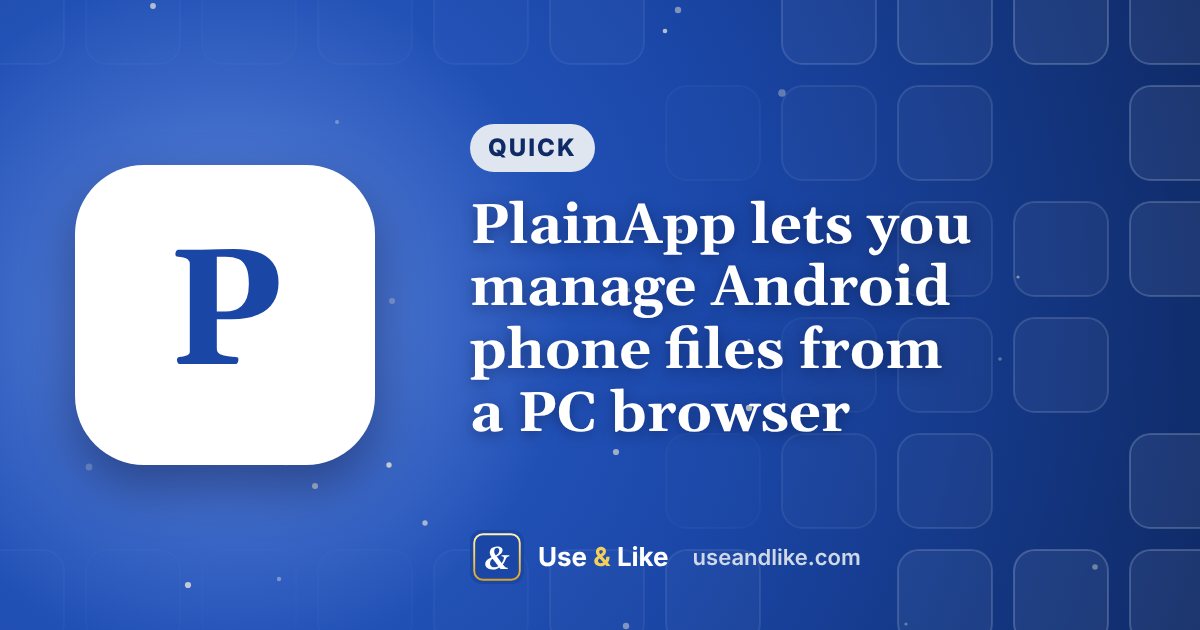 P
QUICK
PlainApp lets you
manage Android
phone files from
a PC browser
& Use & Like useandlike.com